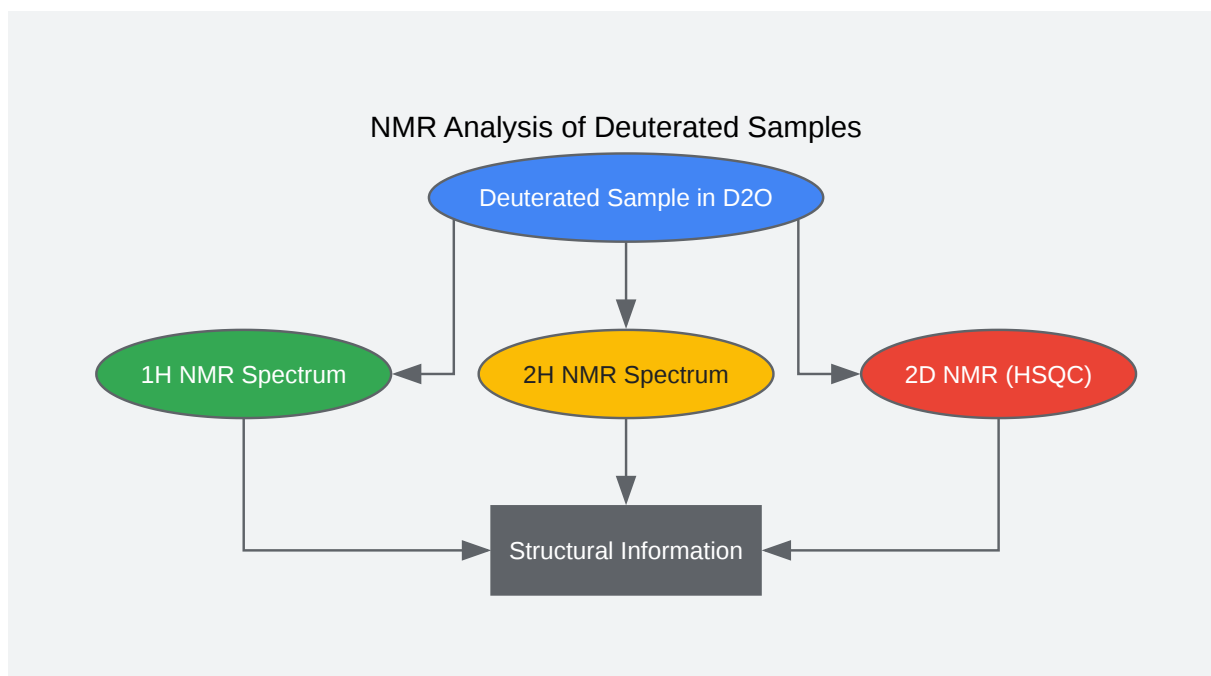 NMR Analysis of Deuterated Samples
Deuterated Sample in D2O
1H NMR Spectrum
2H NMR Spectrum
2D NMR (HSQC)
Structural Information